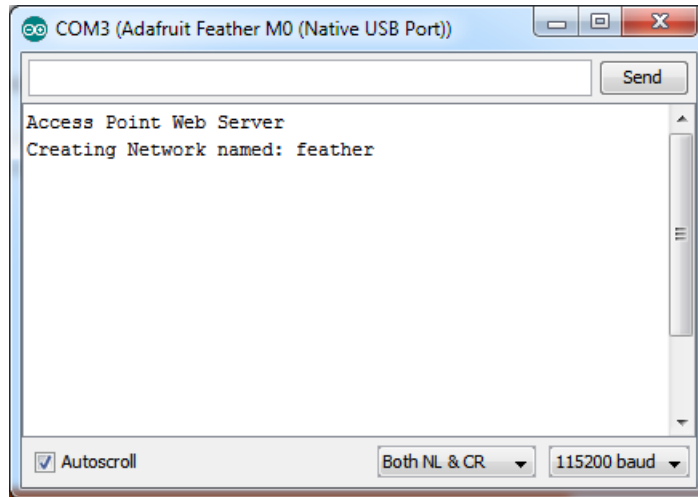 COM3 (Adafruit Feather M0 (Native USB Port))
Send
Access Point Web Server
Creating Network named: feather
Autoscroll
Both NL & CR
115200 baud